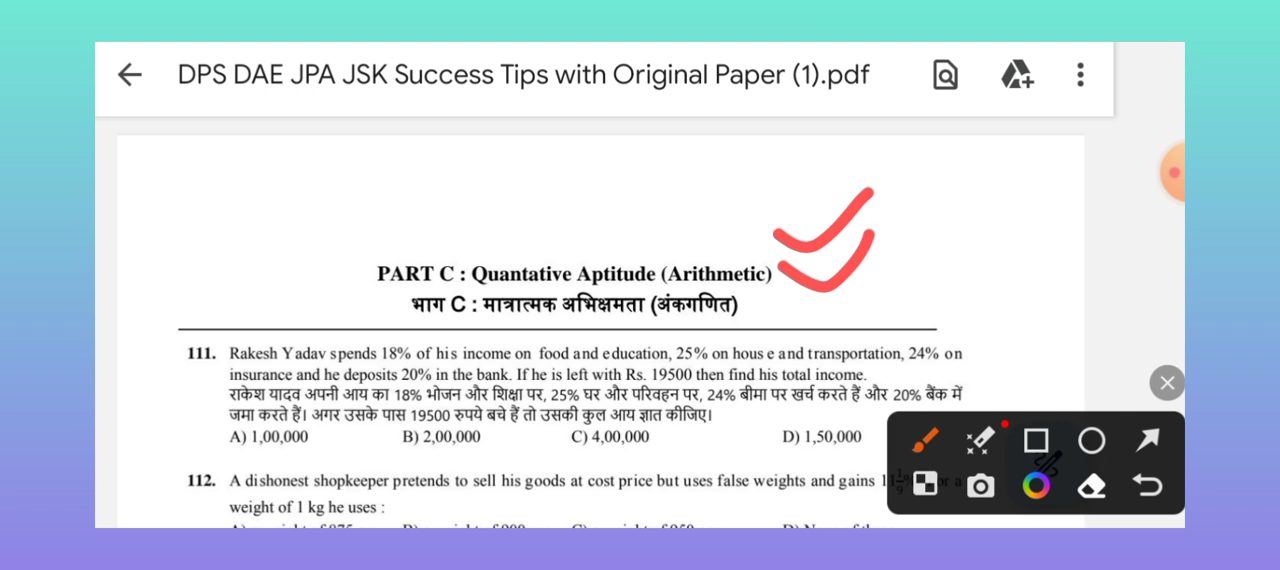 DPS DAE JPA JSK Success Tips with Original Paper (1).pdf
PART C : Quantative Aptitude (Arithmetic)
भाग C : मात्रात्मक अभिक्षमता (अंकगणित)
111. Rakesh Yadav spends 18% of his income on food and education, 25% on house and transportation, 24% on
insurance and he deposits 20% in the bank. If he is left with Rs. 19500 then find his total income.
राकेश यादव अपनी आय का 18% भोजन और शिक्षा पर, 25% घर और परिवहन पर, 24% बीमा पर खर्च करते हैं और 20% बैंक में
जमा करते हैं। अगर उसके पास 19500 रुपये बचे हैं तो उसकी कुल आय ज्ञात कीजिए।
A) 1,00,000 B) 2,00,000 C) 4,00,000 D) 1,50,000
112. A dishonest shopkeeper pretends to sell his goods at cost price but uses false weights and gains
weight of 1 kg he uses :